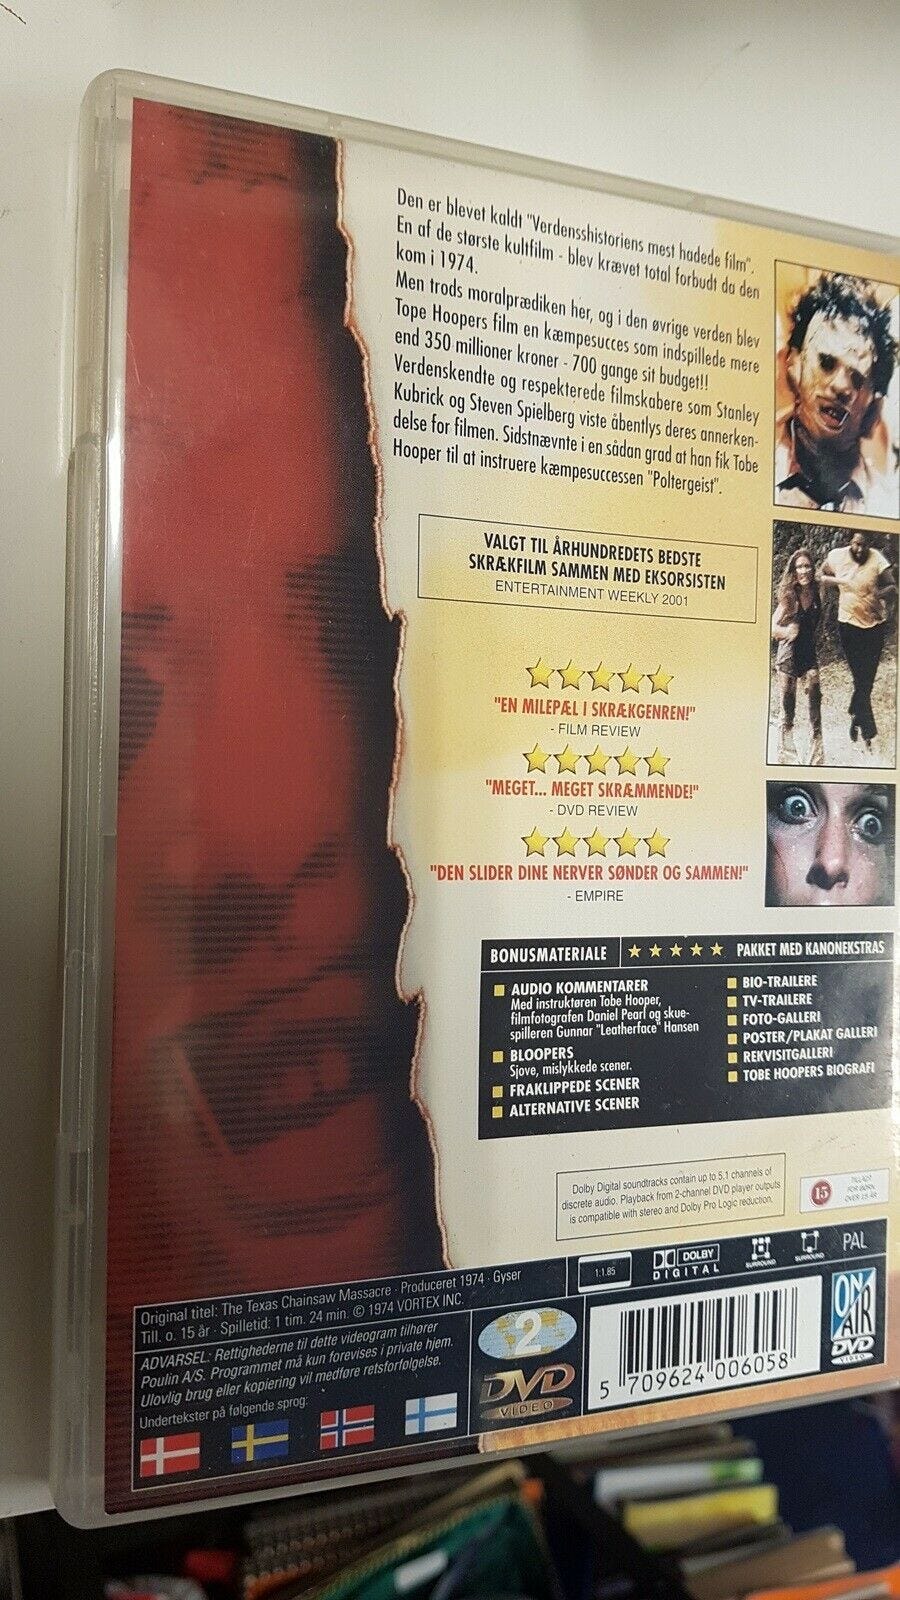 Den er blevet kaldt "Verdensshistoriens mest hadede film".
En af de største kultfilm - blev krævet total forbudt da den
kom i 1974.
Men trods moralprædiken her, og i den øvrige verden blev
Tope Hoopers film en kæmpesucces som indspillede mere
end 350 millioner kroner - 700 gange sit budget!!
Verdenskendte og respekterede filmskabere som Stanley
Kubrick og Steven Spielberg viste åbentlys deres annerken-
delse for filmen. Sidstnævnte i en sådan grad at han fik Tobe
Hooper til at instruere kæmpesuccessen "Poltergeist".
VALGT TIL ÅRHUNDREDETS BEDSTE
SKRÆKFILM SAMMEN MED EKSORSISTEN
ENTERTAINMENT WEEKLY 2001
"EN MILEPÆL I SKRÆKGENREN!"
- FILM REVIEW
"MEGET... MEGET SKRÆMMENDE!"
- DVD REVIEW
"DEN SLIDER DINE NERVER SØNDER OG SAMMEN!"
- EMPIRE
BONUSMATERIALE PAKKET MED KANONEKSTRAS
AUDIO KOMMENTARER
Med instruktøren Tobe Hooper,
filmfotografen Daniel Pearl og skue-
spilleren Gunnar "Leatherface" Hansen
BLOOPERS
Sjove, mislykkede scener.
FRAKLIPPEDE SCENER
ALTERNATIVE SCENER
BIO-TRAILERE
TV-TRAILERE
FOTO-GALLERI
POSTER/PLAKAT GALLERI
REKVISITGALLERI
TOBE HOOPERS BIOGRAFI
Dolby Digital soundtracks contain up to 5.1 channels of
discrete audio. Playback from 2-channel DVD player outputs
is compatible with stereo and Dolby Pro Logic reduction.
15
TILLADT
FOR BØRN
OVER 15 ÅR
Original titel: The Texas Chainsaw Massacre · Produceret 1974 · Gyser
Till. o. 15 år · Spilletid: 1 tim. 24 min. © 1974 VORTEX INC.
ADVARSEL: Rettighederne til dette videogram tilhører
Poulin A/S. Programmet må kun forevises i privat hjem.
Ulovlig brug eller kopiering vil medføre retsforfølgelse.
Undertekster på følgende sprog:
1:1.85
DOLBY
DIGITAL
SURROUND
SURROUND
PAL
2
DVD
VIDEO
5 709624 006058
ON
AIR
DVD
VIDEO